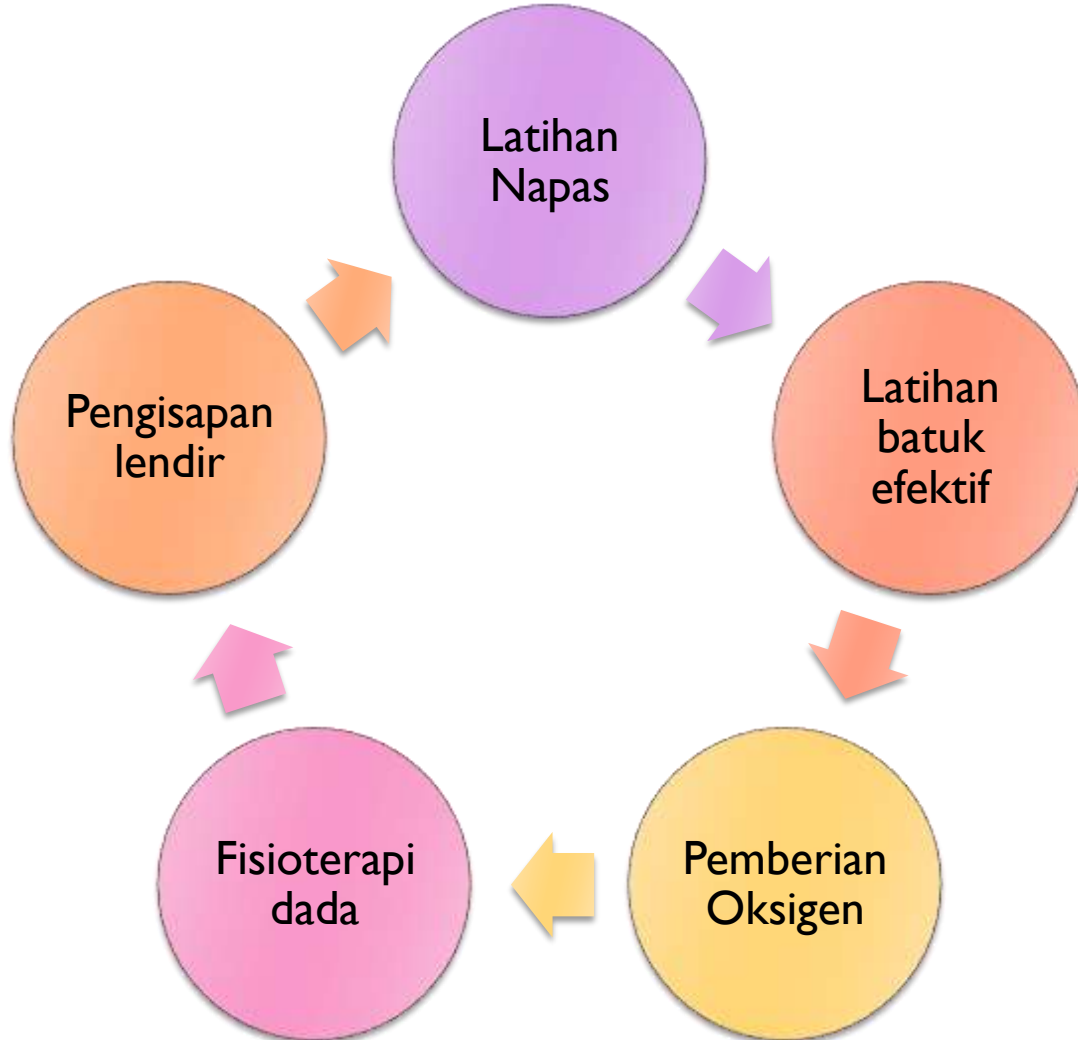 Latihan
Napas
Latihan
batuk
efektif
Pemberian
Oksigen
Fisioterapi
dada
Pengisapan
lendir